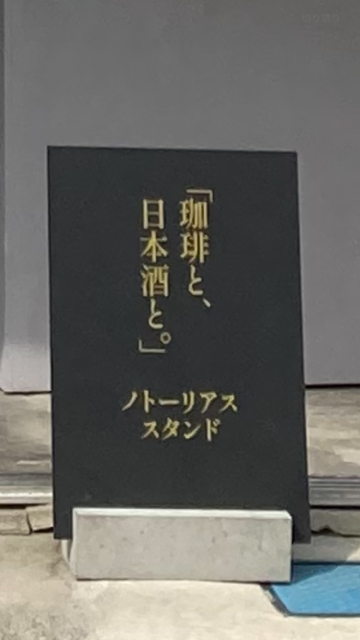 「珈琲と、
日本酒と。」
ノトーリアス
スタンド